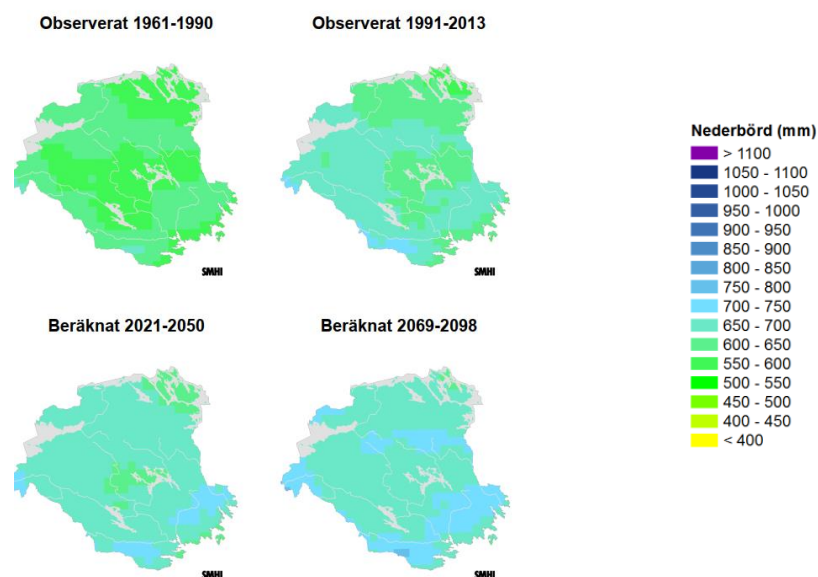 Observerat 1961-1990
Observerat 1991-2013
SMHI
SMHI
Beräknat 2021-2050
Beräknat 2069-2098
SMHI
SMHI
Nederbörd (mm)
> 1100
1050 - 1100
1000 - 1050
950 - 1000
900 - 950
850 - 900
800 - 850
750 - 800
700 - 750
650 - 700
600 - 650
550 - 600
500 - 550
450 - 500
400 - 450
< 400